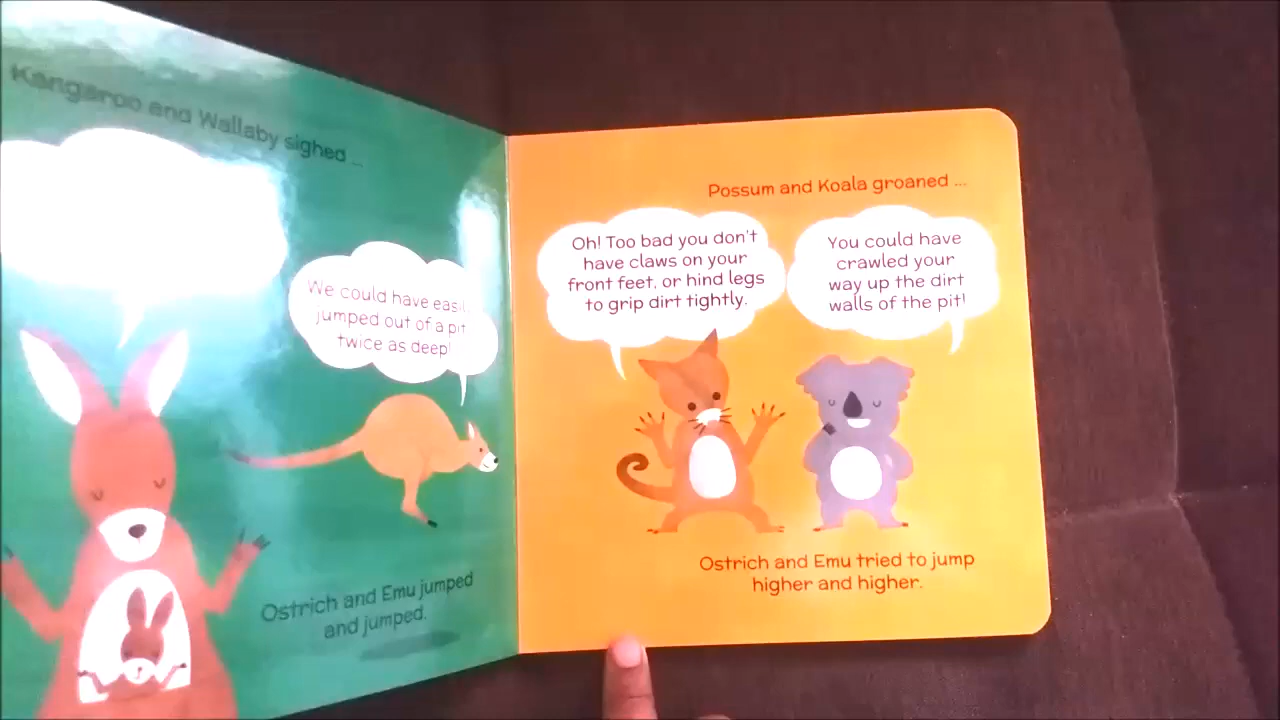 Kangaroo and Wallaby sighed ...
We could have easil
jumped out of a pit
twice as deep!
Ostrich and Emu jumped
and jumped.
Possum and Koala groaned ...
Oh! Too bad you don't
have claws on your
front feet, or hind legs
to grip dirt tightly.
You could have
crawled your
way up the dirt
walls of the pit!
Ostrich and Emu tried to jump
higher and higher.